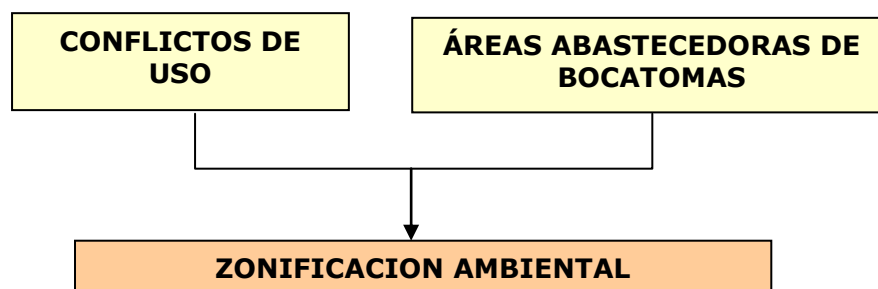 CONFLICTOS DE
USO
ÁREAS ABASTECEDORAS DE
BOCATOMAS
ZONIFICACION AMBIENTAL